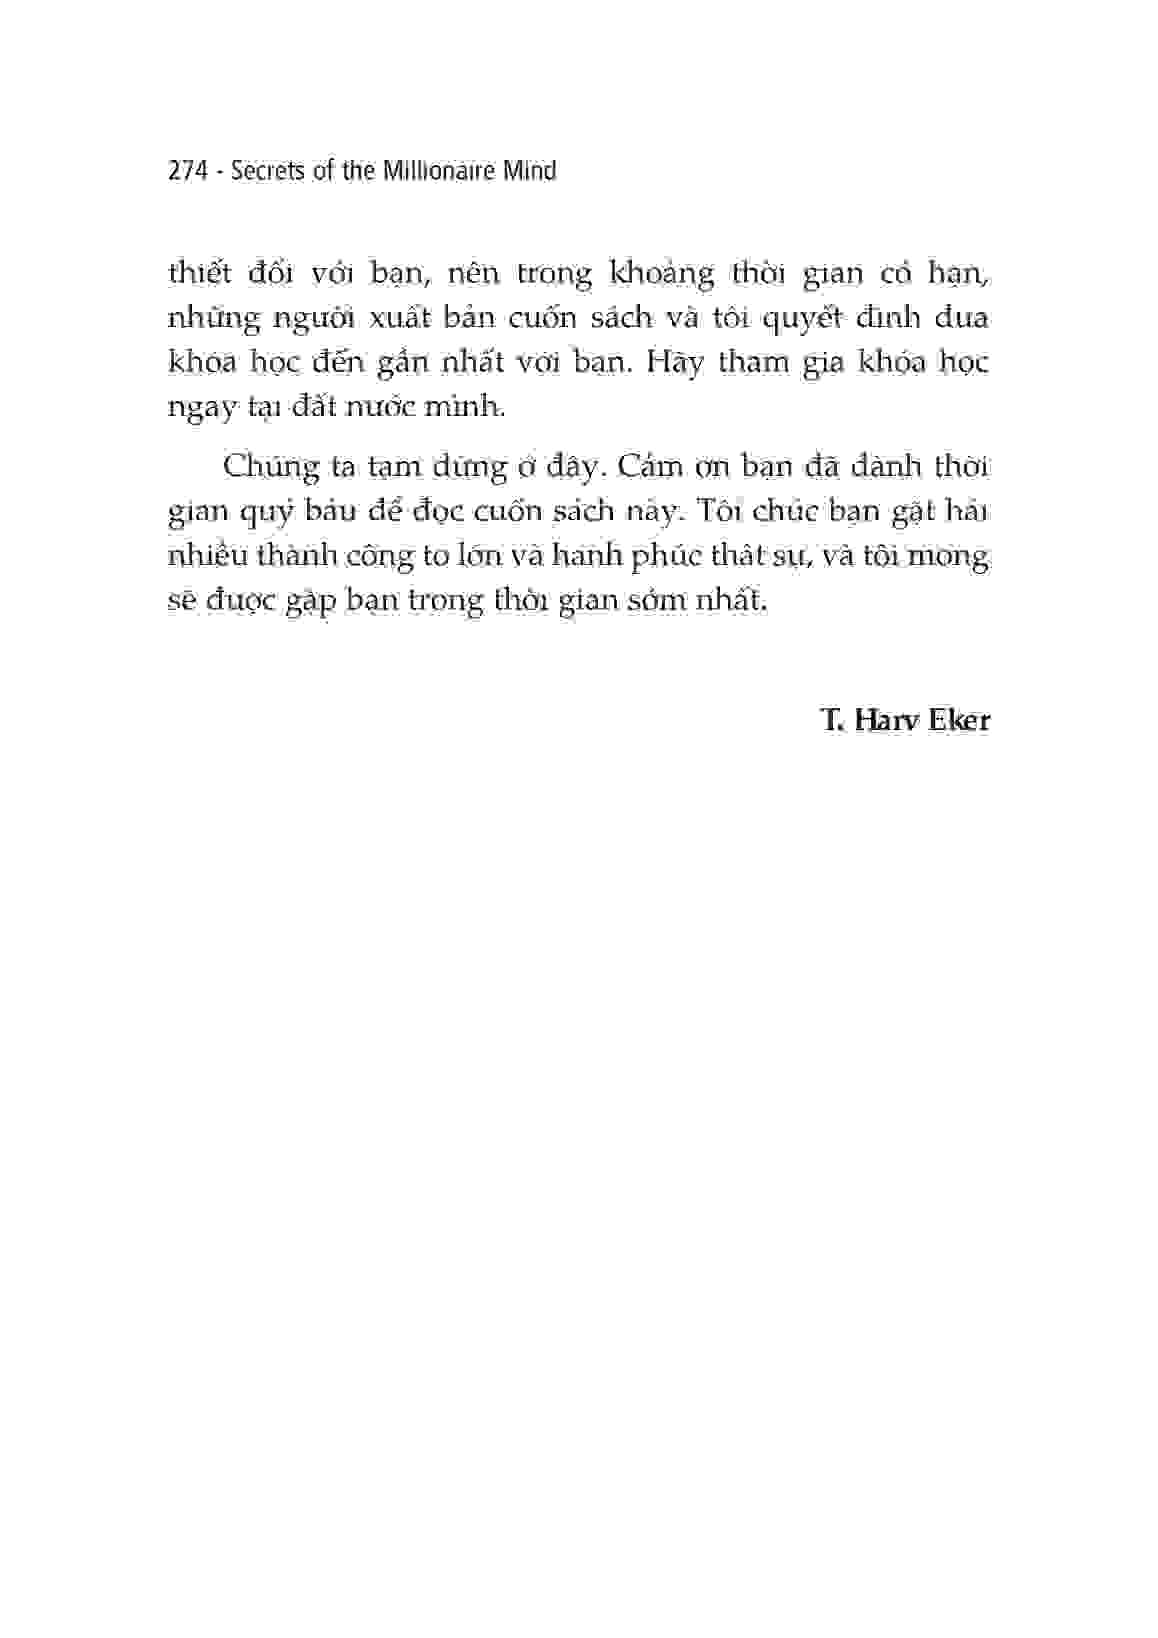 274 - Secrets of the Millionaire Mind
thiết đối với bạn, nên trong khoảng thời gian có hạn,
những người xuất bản cuốn sách và tôi quyết định đưa
khóa học đến gần nhất với bạn. Hãy tham gia khóa học
ngay tại đất nước mình.
Chúng ta tạm dừng ở đây. Cảm ơn bạn đã dành thời
gian quý báu để đọc cuốn sách này. Tôi chúc bạn gặt hái
nhiều thành công to lớn và hạnh phúc thật sự, và tôi mong
sẽ được gặp bạn trong thời gian sớm nhất.
T. Harv Eker